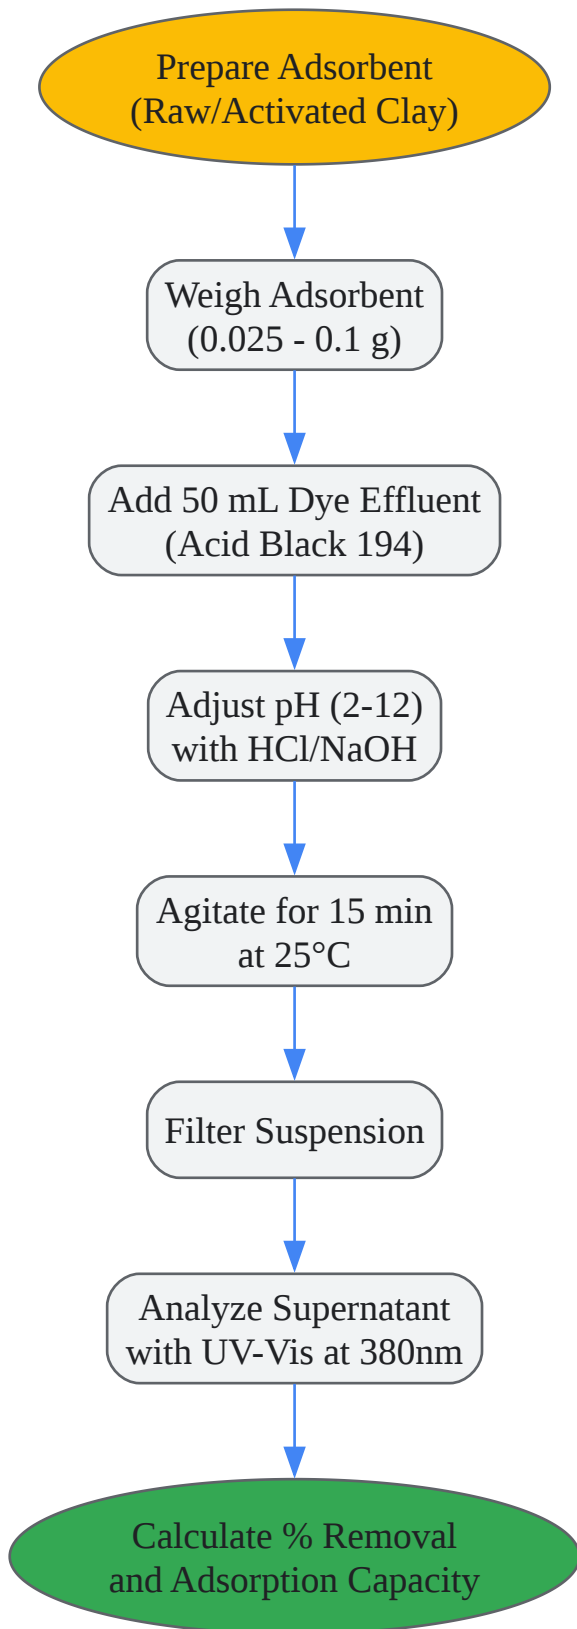 Prepare Adsorbent
(Raw/Activated Clay)
Weigh Adsorbent
(0.025 - 0.1 g)
Add 50 mL Dye Effluent
(Acid Black 194)
Adjust pH (2-12)
with HCl/NaOH
Agitate for 15 min
at 25°C
Filter Suspension
Analyze Supernatant
with UV-Vis at 380nm
Calculate % Removal
and Adsorption Capacity